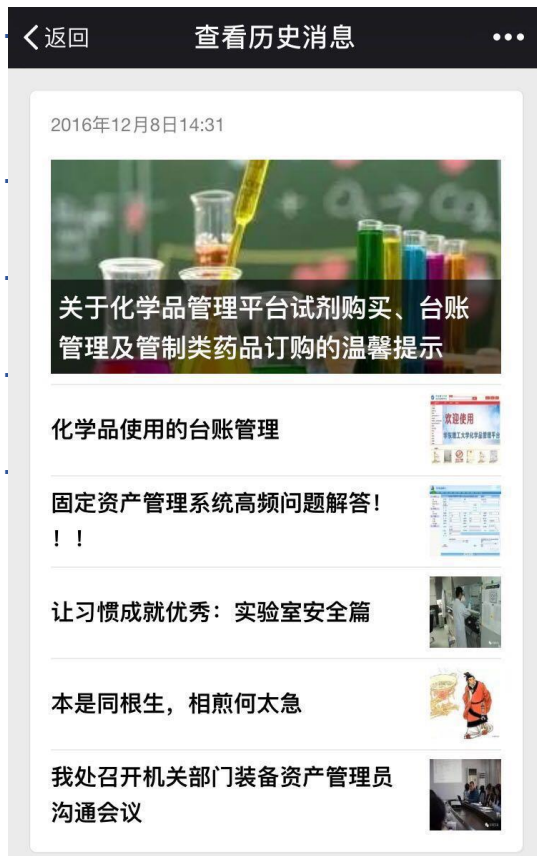 返回 查看历史消息
2016年12月8日14:31
关于化学品管理平台试剂购买、台账
管理及管制类药品订购的温馨提示
化学品使用的台账管理
欢迎使用
固定资产管理系统高频问题解答！
！！
让习惯成就优秀：实验室安全篇
本是同根生，相煎何太急
我处召开机关部门装备资产管理员
沟通会议